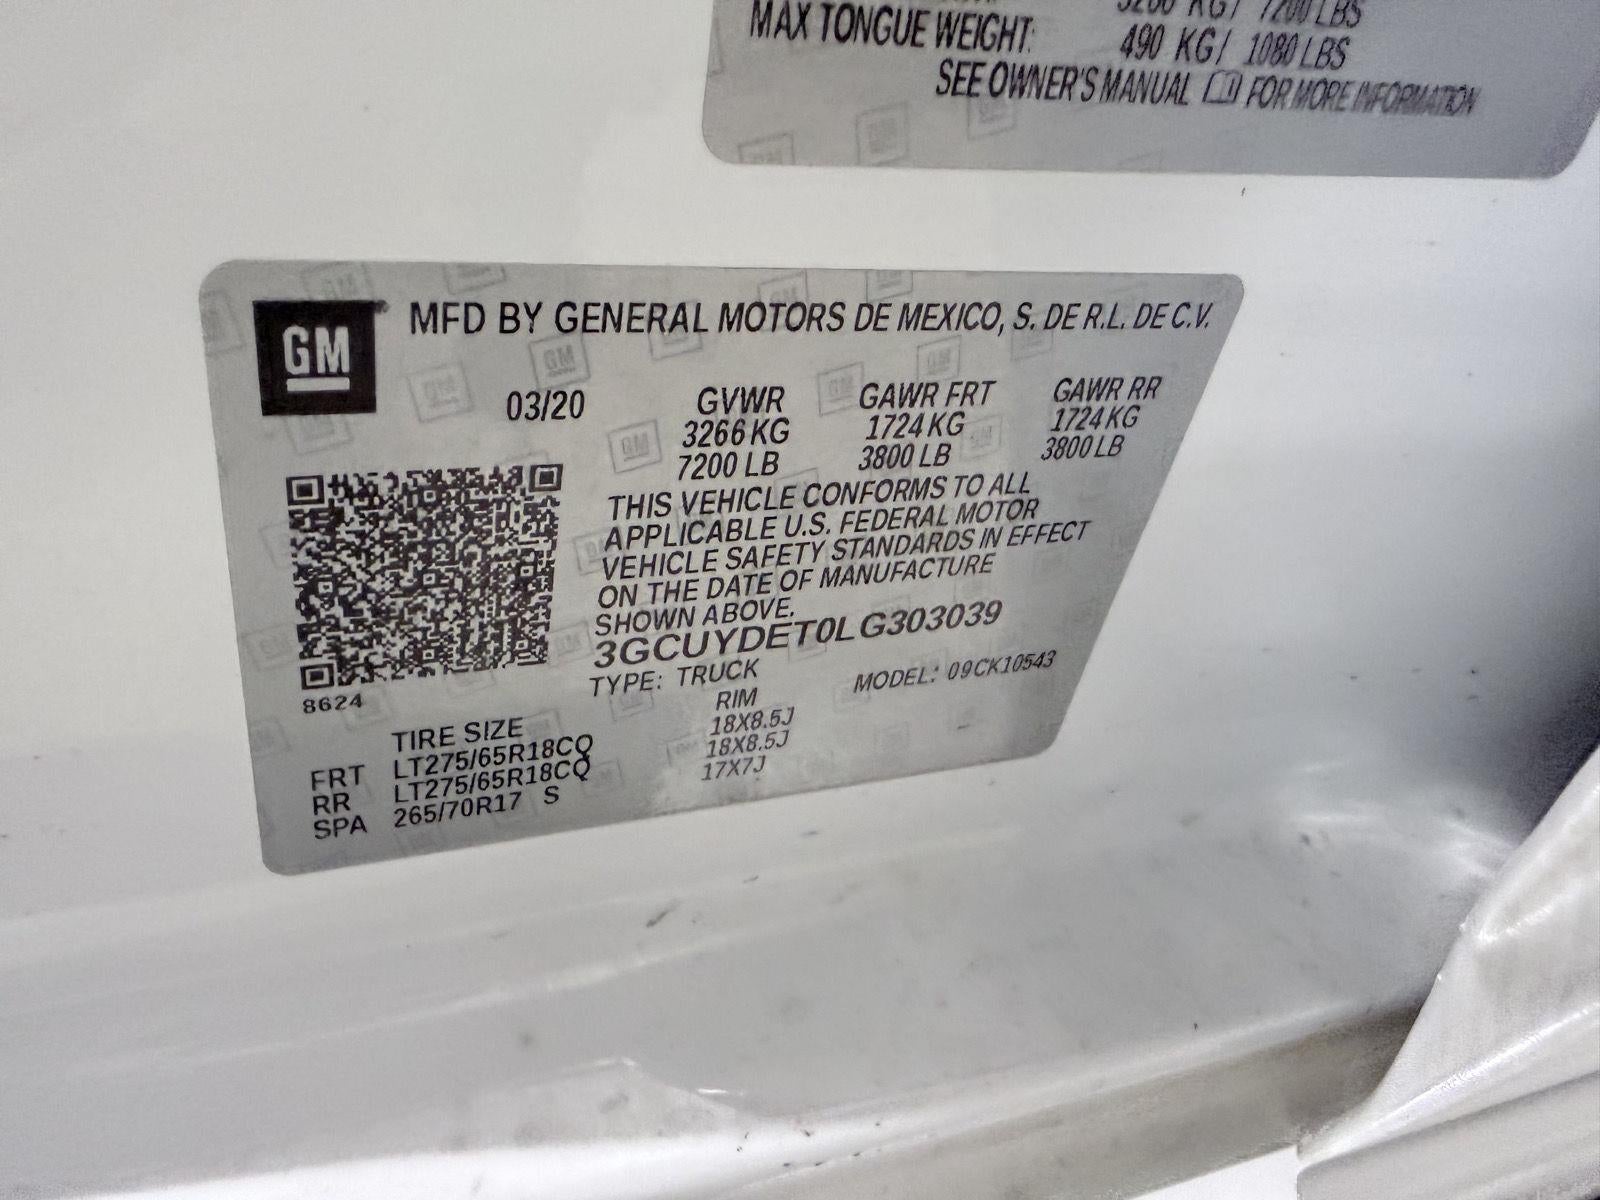 3266 KG/ 7200 LBS
MAX TONGUE WEIGHT: 490 KG/ 1080 LBS
SEE OWNER'S MANUAL FOR MORE INFORMATION
GM
MFD BY GENERAL MOTORS DE MEXICO, S. DE R.L. DE C.V.
03/20 GVWR GAWR FRT GAWR RR
3266 KG 1724 KG 1724 KG
7200 LB 3800 LB 3800 LB
THIS VEHICLE CONFORMS TO ALL
APPLICABLE U.S. FEDERAL MOTOR
VEHICLE SAFETY STANDARDS IN EFFECT
ON THE DATE OF MANUFACTURE
SHOWN ABOVE.
3GCUYDET0LG303039
TYPE: TRUCK MODEL: 09CK10543
8624
TIRE SIZE RIM
FRT LT275/65R18CQ 18X8.5J
RR LT275/65R18CQ 18X8.5J
SPA 265/70R17 S 17X7J